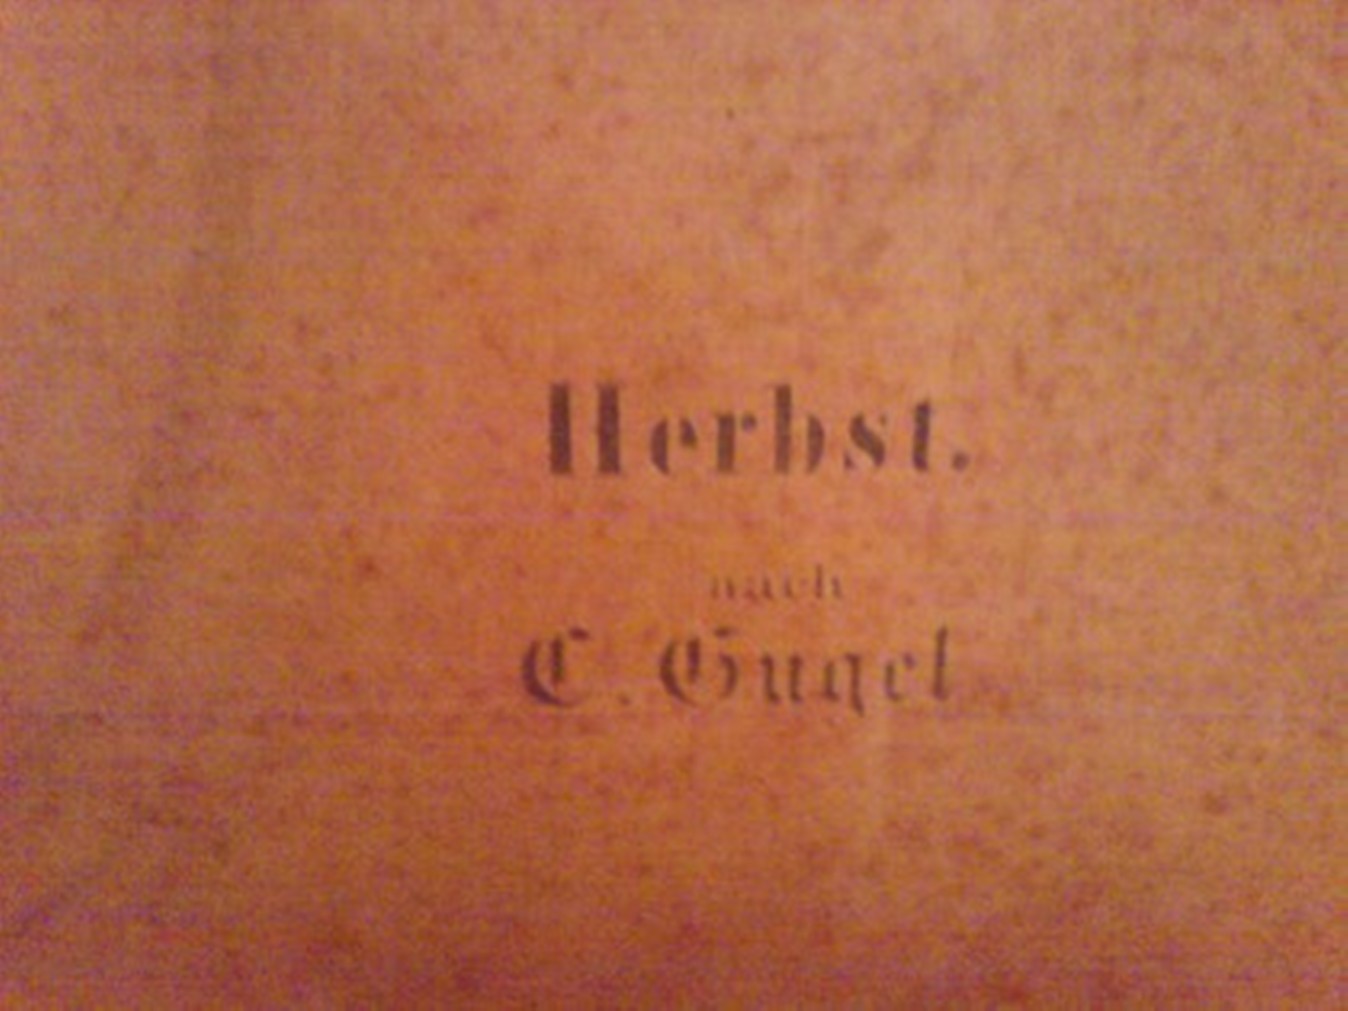 Herbst.
nach
C. Gugel